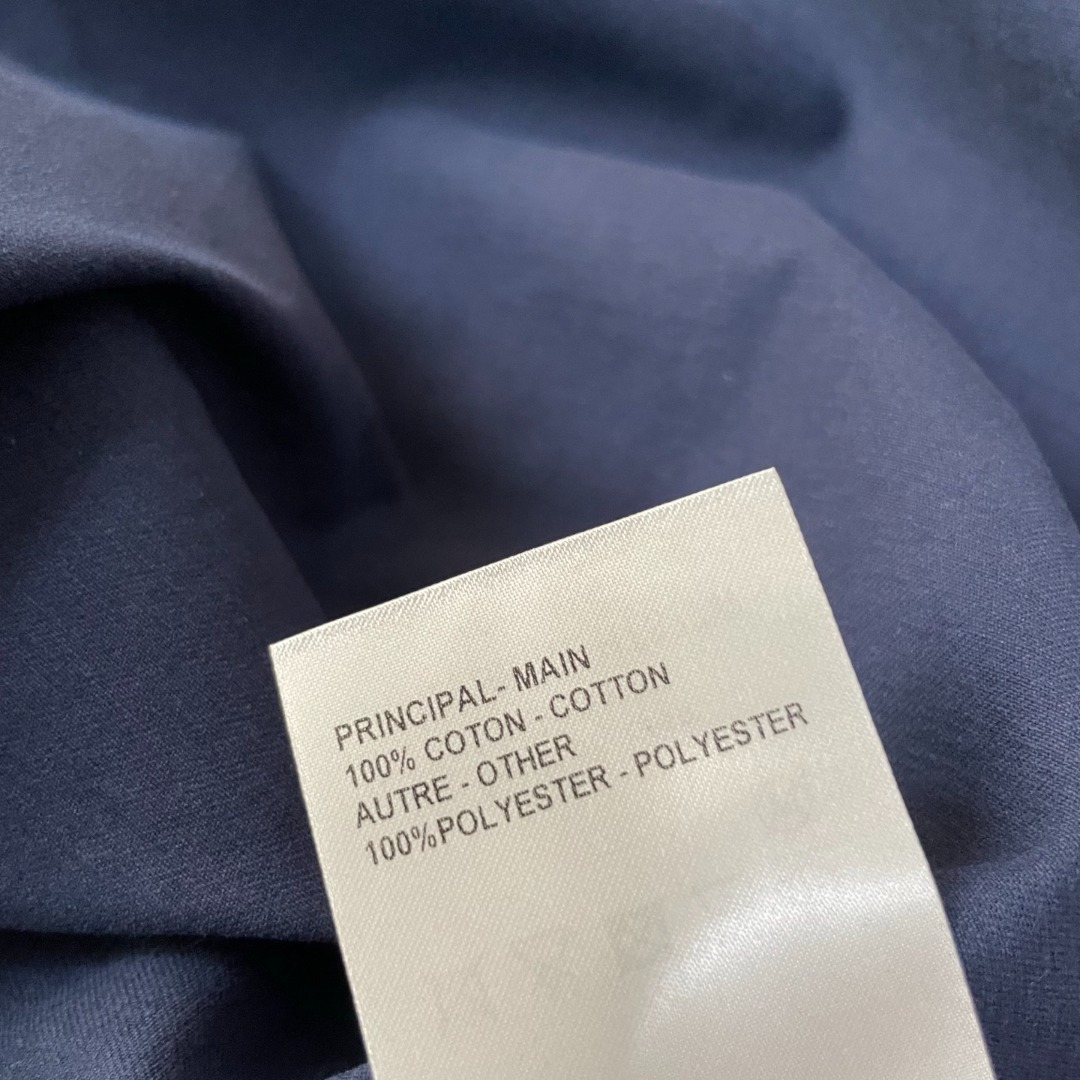 PRINCIPAL- MAIN
100% COTON - COTTON
AUTRE - OTHER
100%POLYESTER - POLYESTER